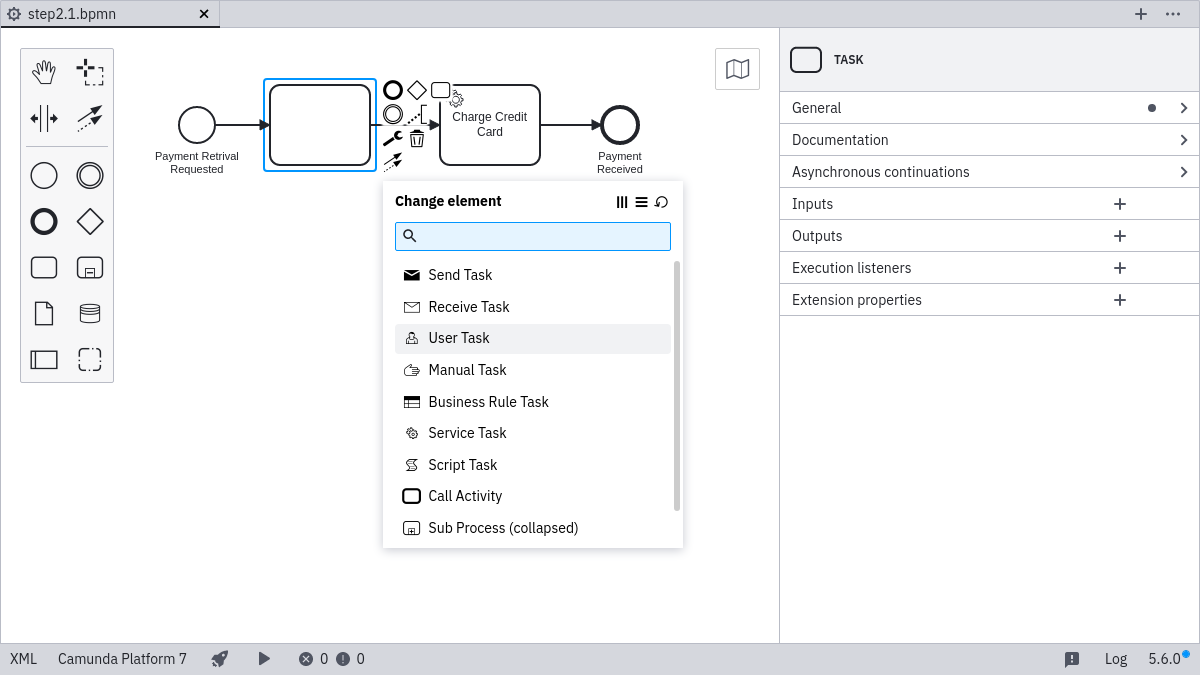 step2.1.bpmn
Payment Retrival
Requested
Charge Credit
Card
Payment
Received
Change element
Send Task
Receive Task
User Task
Manual Task
Business Rule Task
Service Task
Script Task
Call Activity
Sub Process (collapsed)
TASK
General
Documentation
Asynchronous continuations
Inputs
Outputs
Execution listeners
Extension properties
XML Camunda Platform 7 0 0 Log 5.6.0